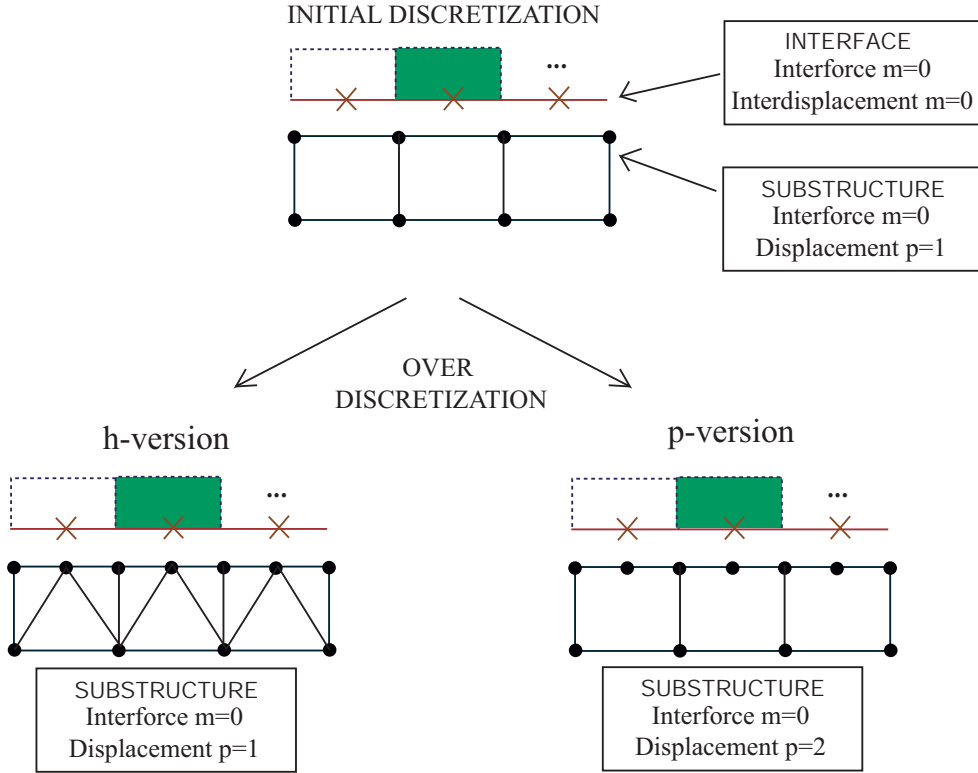 INITIAL DISCRETIZATION
...
INTERFACE
Interforce m=0
Interdisplacement m=0
SUBSTRUCTURE
Interforce m=0
Displacement p=1
OVER
DISCRETIZATION
h-version
...
SUBSTRUCTURE
Interforce m=0
Displacement p=1
p-version
...
SUBSTRUCTURE
Interforce m=0
Displacement p=2